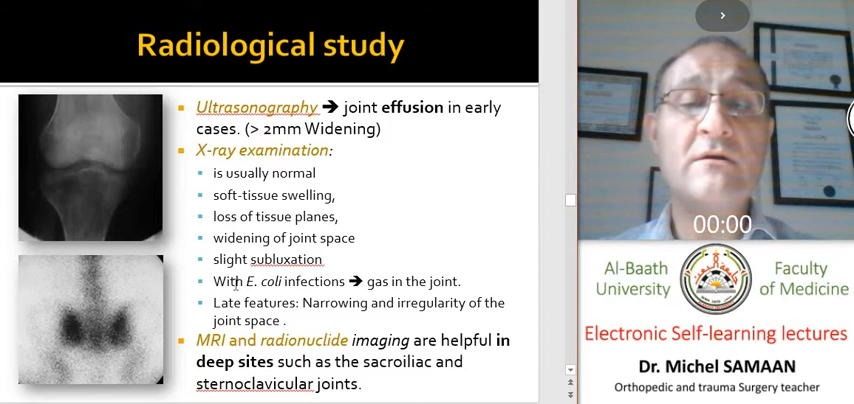 Radiological study
Ultrasonography ➔ joint effusion in early
cases. (> 2mm Widening)
X-ray examination:
is usually normal
soft-tissue swelling,
loss of tissue planes,
widening of joint space
slight subluxation
With E. coli infections ➔ gas in the joint.
Late features: Narrowing and irregularity of the
joint space .
MRI and radionuclide imaging are helpful in
deep sites such as the sacroiliac and
sternoclavicular joints.
00:00
Al-Baath
University
Faculty
of Medicine
Electronic Self-learning lectures
Dr. Michel SAMAAN
Orthopedic and trauma Surgery teacher